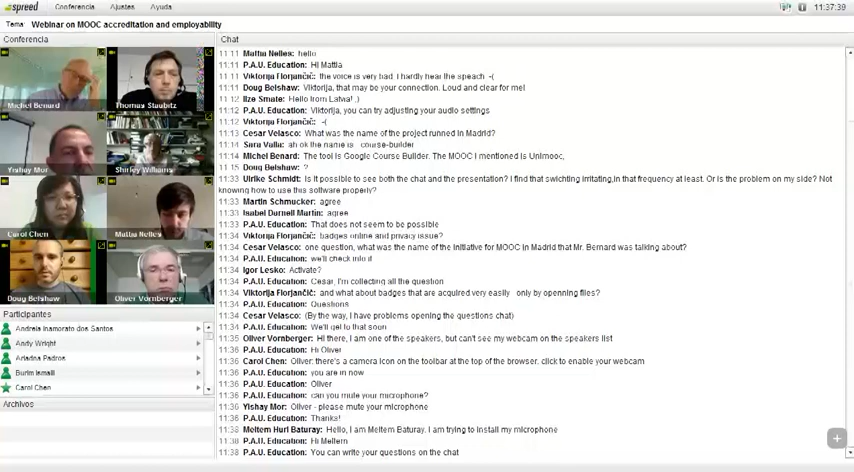 spreed
Conferencia Ajustes Ayuda
11:37:39
Tema: Webinar on MOOC accreditation and employability
Conferencia
Michel Benard
Thomas Staubitz
Yishay Mor
Shirley Williams
Carol Chen
Mattia Nelles
Doug Belshaw
Oliver Vornberger
Participantes
Andreia Inamorato dos Santos
Andy Wright
Ariadna Padros
Burim Ismaili
Carol Chen
Archivos
Chat
11:11 Mattia Nelles: hello
11:11 P.A.U. Education: Hi Mattia
11:11 Viktorija Florjančič: the voice is very bad. I hardly hear the speach :-(
11:11 Doug Belshaw: Viktorija, that may be your connection. Loud and clear for me!
11:12 Ilze Smate: Hello from Latvia! ;)
11:12 P.A.U. Education: Viktorija, you can try adjusting your audio settings
11:12 Viktorija Florjančič: :-(
11:13 Cesar Velasco: What was the name of the project runned in Madrid?
11:14 Sara Valla: ah ok the name is course-builder
11:14 Michel Benard: The tool is Google Course Builder. The MOOC I mentioned is Unimooc,
11:15 Doug Belshaw: ?
11:33 Ulrike Schmidt: Is it possible to see both the chat and the presentation? I find that swichting irritating,in that frequency at least. Or is the problem on my side? Not
knowing how to use this software properly?
11:33 Martin Schmucker: agree
11:33 Isabel Durnell Martin: agree
11:33 P.A.U. Education: That does not seem to be possible
11:34 Viktorija Florjančič: badges online and privacy issue?
11:34 Cesar Velasco: one question, what was the name of the initiative for MOOC in Madrid that Mr. Bernard was talking about?
11:34 P.A.U. Education: we'll check into it
11:34 Igor Lesko: Activate?
11:34 P.A.U. Education: Cesar, I'm collecting all the question
11:34 Viktorija Florjančič: and what about badges that are acquired very easily only by openning files?
11:34 P.A.U. Education: Questions
11:34 Cesar Velasco: (By the way, I have problems opening the questions chat)
11:34 P.A.U. Education: We'll get to that soon
11:35 Oliver Vornberger: Hi there, I am one of the speakers, but can't see my webcam on the speakers list
11:36 P.A.U. Education: Hi Oliver
11:36 Carol Chen: Oliver: there's a camera icon on the toolbar at the top of the browser. click to enable your webcam
11:36 P.A.U. Education: you are in now
11:36 P.A.U. Education: Oliver
11:36 P.A.U. Education: can you mute your microphone?
11:36 Yishay Mor: Oliver - please mute your microphone
11:36 P.A.U. Education: Thanks!
11:38 Meltem Huri Baturay: Hello, I am Meltem Baturay. I am trying to install my microphone
11:38 P.A.U. Education: Hi Meltem
11:38 P.A.U. Education: You can write your questions on the chat